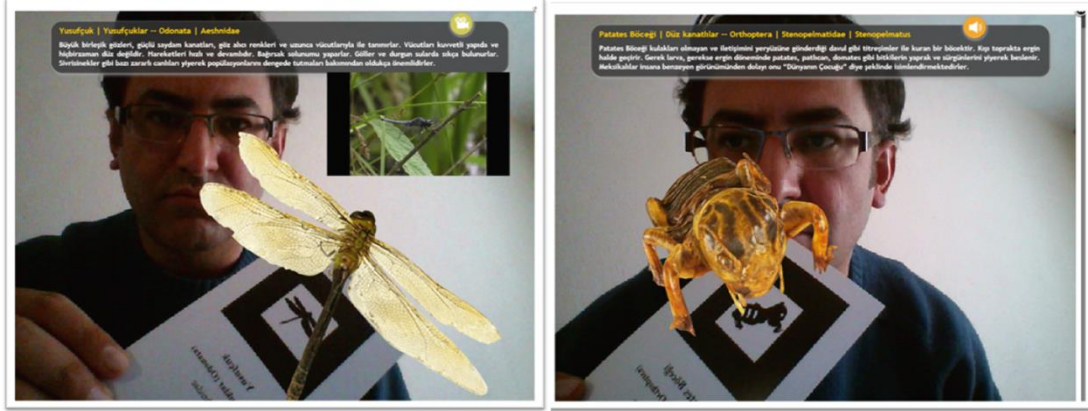 Yusufçuk | Yusufçuklar -- Odonata | Aeshnidae
Büyük birleşik gözleri, güçlü saydam kanatları, göz alıcı renkleri ve uzunca vücutlarıyla ile tanınırlar. Vücutları kuvvetli yapıda ve
hiçbirzaman düz değildir. Hareketleri hızlı ve devamlıdır. Bağırsak solunumu yaparlar. Göller ve durgun sularda sıkça bulunurlar.
Sivrisinekler gibi bazı zararlı canlıları yiyerek popülasyonlarını dengede tutmaları bakımından oldukça önemlidirler.
Patates Böceği | Düz kanatlılar -- Orthoptera | Stenopelmatidae | Stenopelmatus
Patates Böceği kulakları olmayan ve iletişimini yeryüzüne gönderdiği davul gibi titreşimler ile kuran bir böcektir. Kışı toprakta ergin
halde geçirir. Gerek larva, gerekse ergin döneminde patates, patlıcan, domates gibi bitkilerin yaprak ve sürgünlerini yiyerek beslenir.
Meksikalılar insana benzeyen görünümünden dolayı onu "Dünyanın Çocuğu" diye şeklinde isimlendirmektedirler.